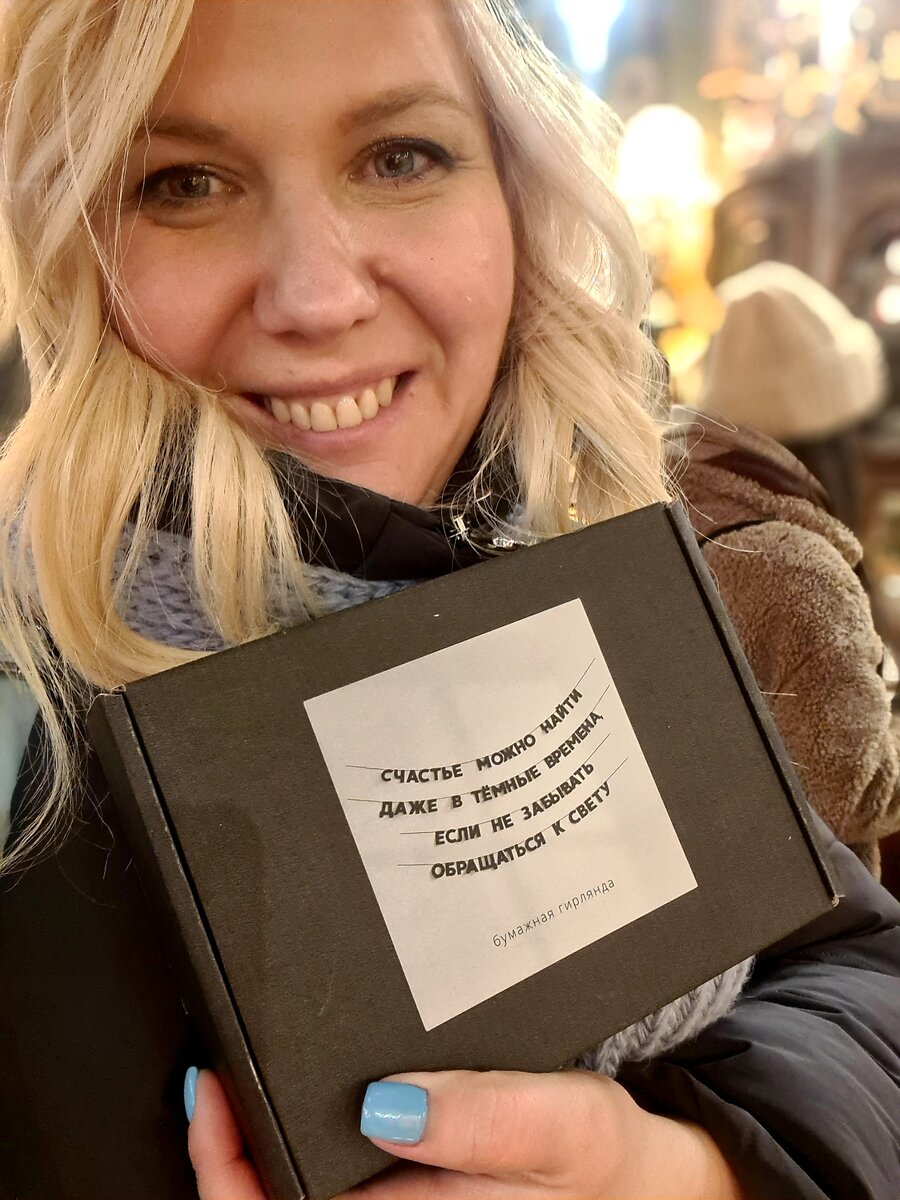 СЧАСТЬЕ МОЖНО НАЙТИ
ДАЖЕ В ТЁМНЫЕ ВРЕМЕНА,
ЕСЛИ НЕ ЗАБЫВАТЬ
ОБРАЩАТЬСЯ К СВЕТУ
бумажная гирлянда